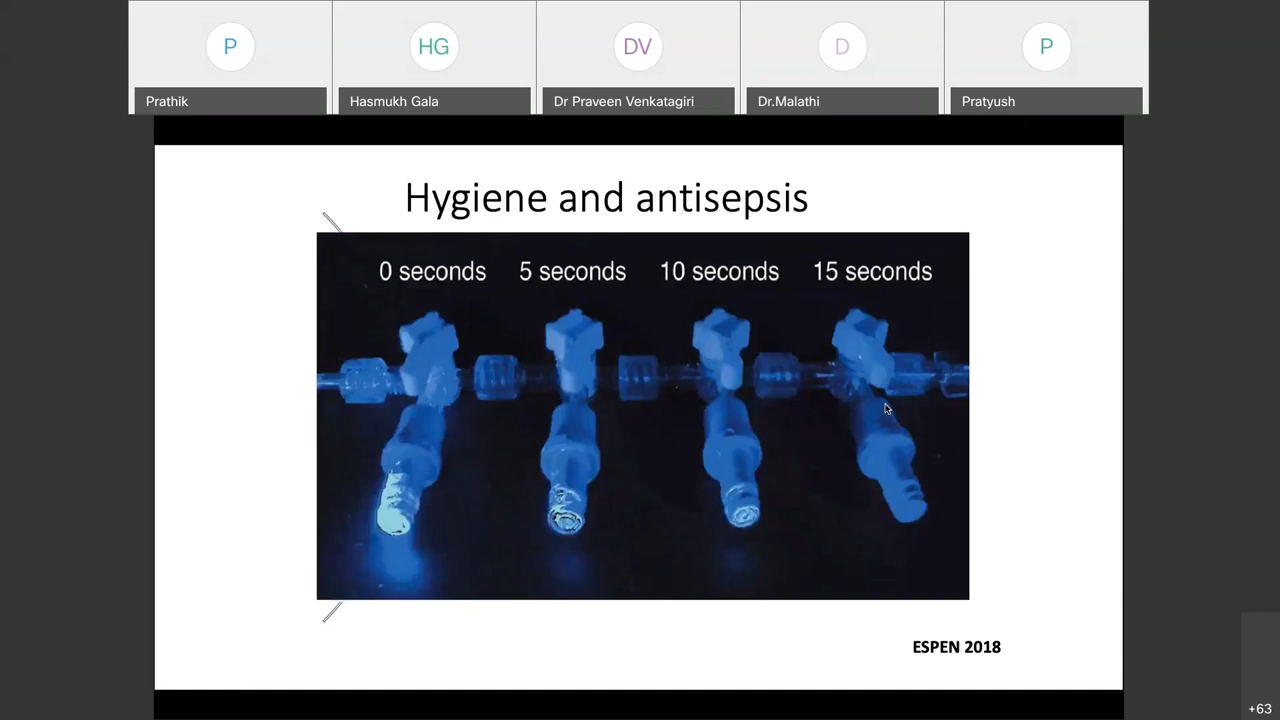 P
HG
DV
D
P
Prathik
Hasmukh Gala
Dr Praveen Venkatagiri
Dr.Malathi
Pratyush
Hygiene and antisepsis
0 seconds 5 seconds 10 seconds 15 seconds
ESPEN 2018
+63